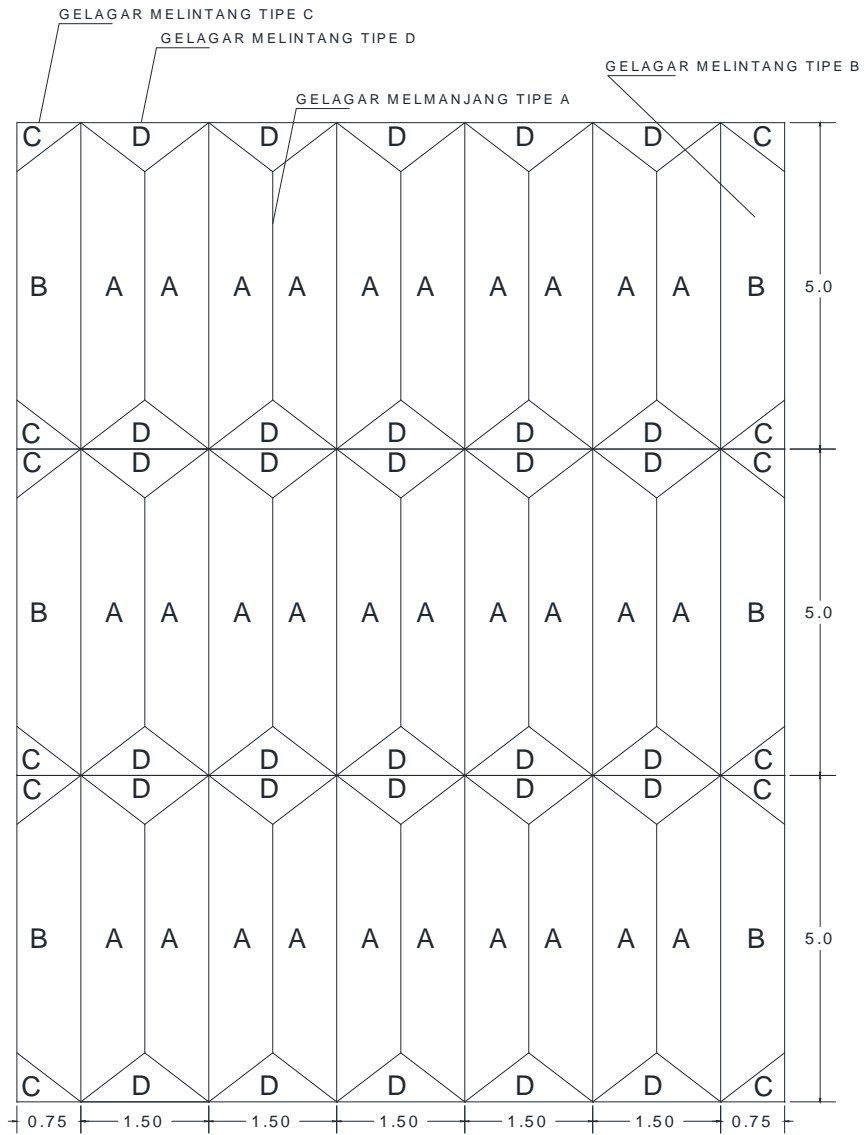 GELAGAR MELINTANG TIPE C
GELAGAR MELINTANG TIPE D
GELAGAR MELINTANG TIPE B
GELAGAR MELMANJANG TIPE A
C D D D D D C
B A A A A A A A A A A B 5.0
C D D D D D C
C D D D D D C
B A A A A A A A A A A B 5.0
C D D D D D C
C D D D D D C
B A A A A A A A A A A B 5.0
C D D D D D C
0.75 1.50 1.50 1.50 1.50 1.50 0.75